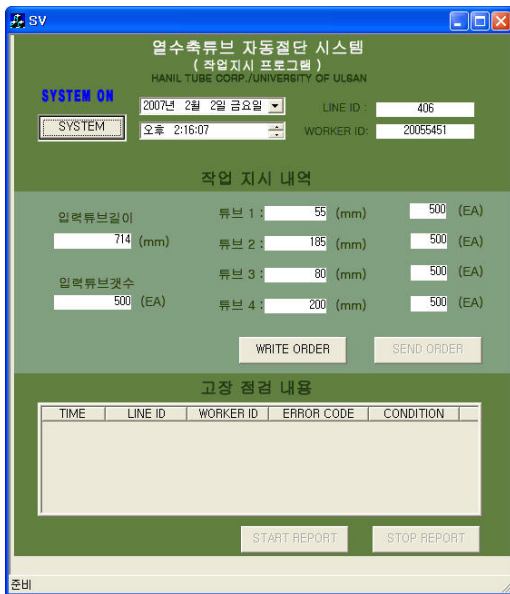 SV
열수축튜브 자동절단 시스템
( 작업지시 프로그램 )
HANIL TUBE CORP./UNIVERSITY OF ULSAN
SYSTEM ON
2007년 2월 2일 금요일 LINE ID : 406
SYSTEM 오후 2:16:07 WORKER ID: 20055451
작업 지시 내역
입력튜브길이 튜브 1 : 55 (mm) 500 (EA)
714 (mm) 튜브 2 : 185 (mm) 500 (EA)
입력튜브갯수 튜브 3 : 80 (mm) 500 (EA)
500 (EA) 튜브 4 : 200 (mm) 500 (EA)
WRITE ORDER SEND ORDER
고장 점검 내용
TIME LINE ID WORKER ID ERROR CODE CONDITION
START REPORT STOP REPORT
준비